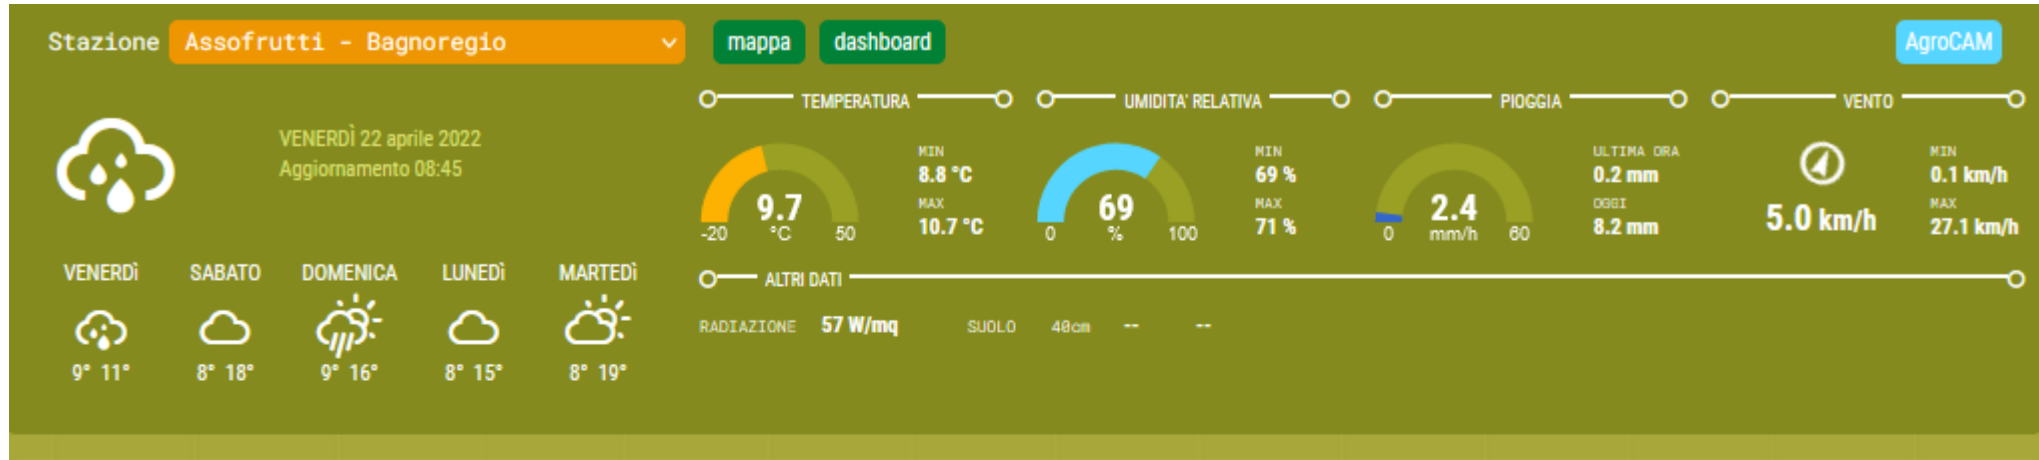 Stazione Assofrutti - Bagnoregio mappa dashboard AgroCAM
VENERDÌ 22 aprile 2022
Aggiornamento 08:45
VENERDÌ SABATO DOMENICA LUNEDÌ MARTEDÌ
9° 11° 8° 18° 9° 16° 8° 15° 8° 19°
TEMPERATURA
9.7
°C
-20 50
MIN
8.8 °C
MAX
10.7 °C
UMIDITA' RELATIVA
69
%
0 100
MIN
69 %
MAX
71 %
PIOGGIA
2.4
mm/h
0 60
ULTIMA ORA
0.2 mm
OGGI
8.2 mm
VENTO
5.0 km/h
MIN
0.1 km/h
MAX
27.1 km/h
ALTRI DATI
RADIAZIONE 57 W/mq SUOLO 40cm -- --